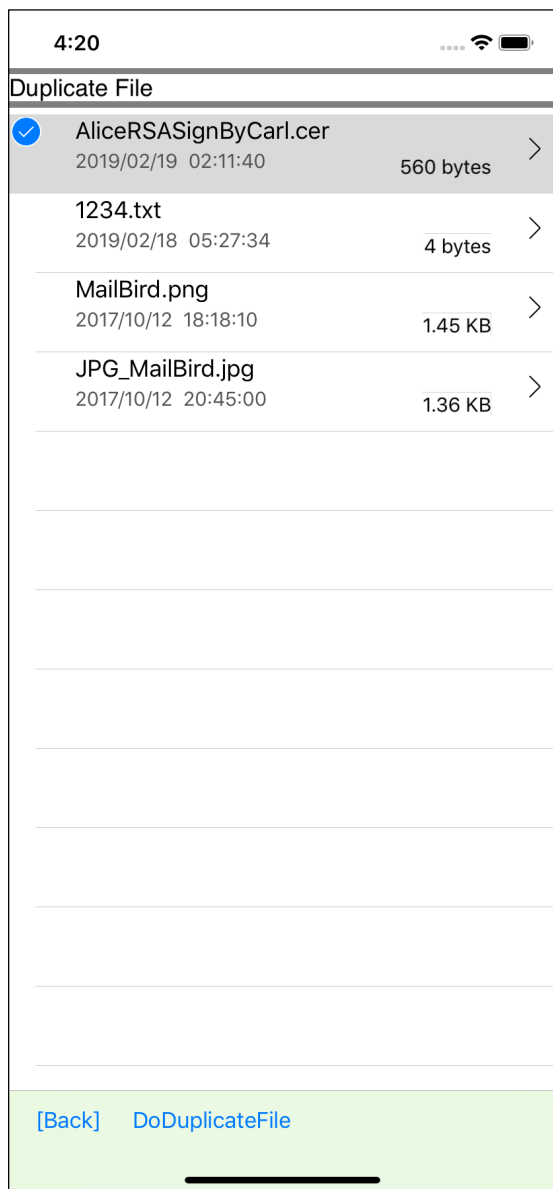 4:20
Duplicate File
AliceRSASignByCarl.cer
2019/02/19 02:11:40
560 bytes
1234.txt
2019/02/18 05:27:34
4 bytes
MailBird.png
2017/10/12 18:18:10
1.45 KB
JPG_MailBird.jpg
2017/10/12 20:45:00
1.36 KB
[Back] DoDuplicateFile